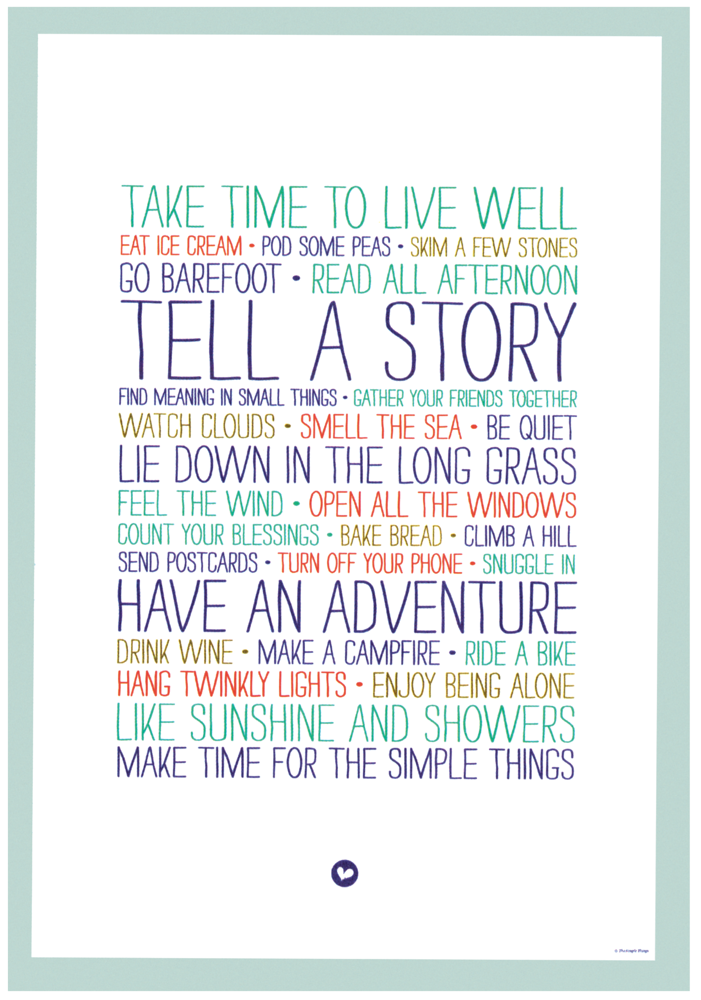 TAKE TIME TO LIVE WELL
EAT ICE CREAM • POD SOME PEAS • SKIM A FEW STONES
GO BAREFOOT • READ ALL AFTERNOON
TELL A STORY
FIND MEANING IN SMALL THINGS • GATHER YOUR FRIENDS TOGETHER
WATCH CLOUDS • SMELL THE SEA • BE QUIET
LIE DOWN IN THE LONG GRASS
FEEL THE WIND • OPEN ALL THE WINDOWS
COUNT YOUR BLESSINGS • BAKE BREAD • CLIMB A HILL
SEND POSTCARDS • TURN OFF YOUR PHONE • SNUGGLE IN
HAVE AN ADVENTURE
DRINK WINE • MAKE A CAMPFIRE • RIDE A BIKE
HANG TWINKLY LIGHTS • ENJOY BEING ALONE
LIKE SUNSHINE AND SHOWERS
MAKE TIME FOR THE SIMPLE THINGS
© The Simple Things